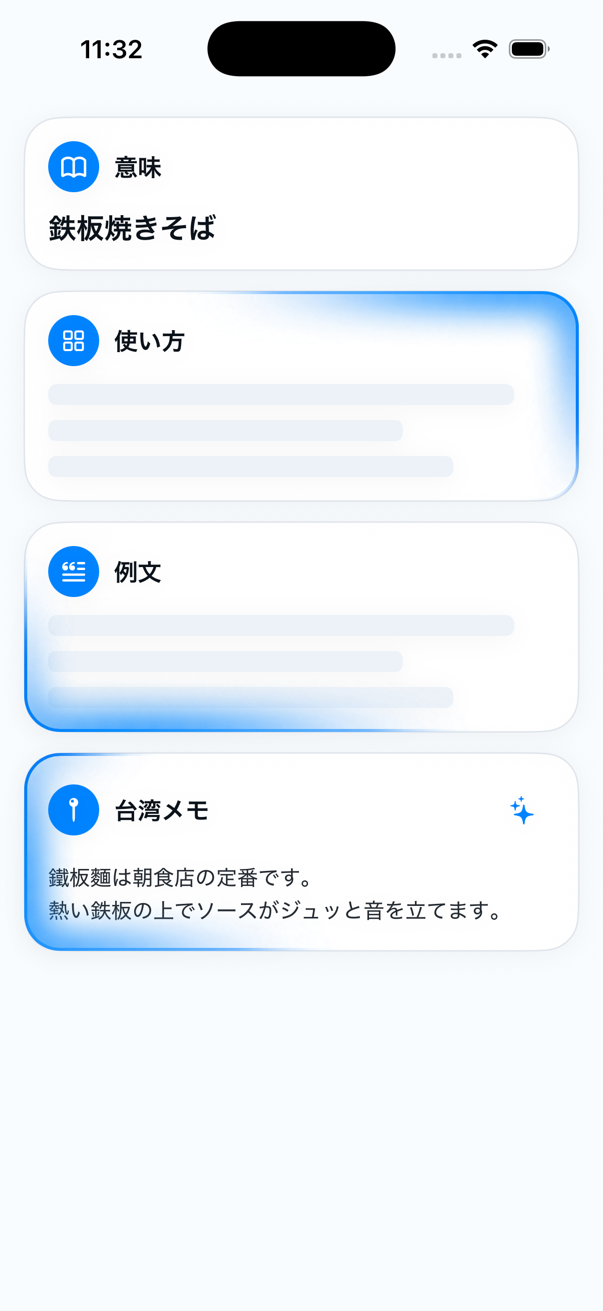 11:32
意味
鉄板焼きそば
使い方
例文
台湾メモ
鐵板麵は朝食店の定番です。
熱い鉄板の上でソースがジュッと音を立てます。